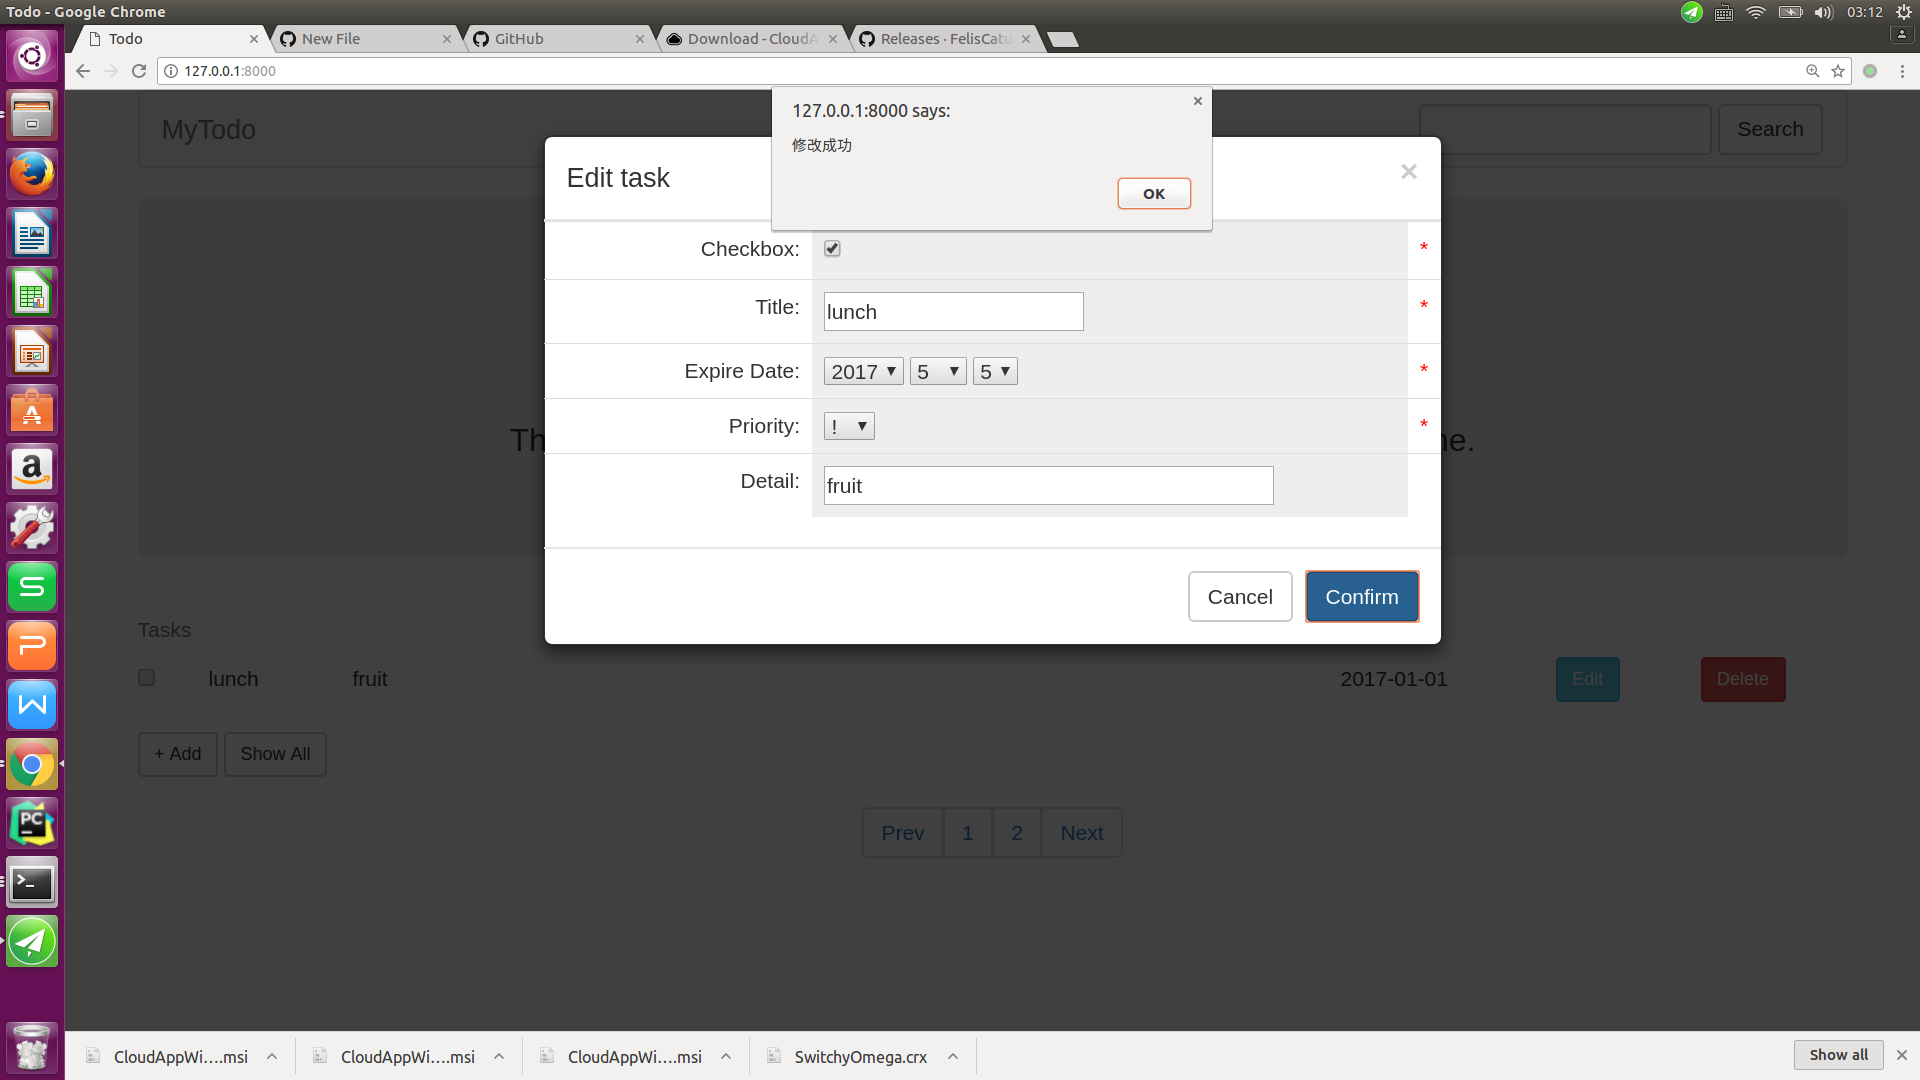 Todo - Google Chrome
03:12
Todo
New File
GitHub
Download - CloudA
Releases · FelisCatu
127.0.0.1:8000
MyTodo
Search
127.0.0.1:8000 says:
修改成功
OK
Edit task
×
Checkbox: *
Title: lunch *
Expire Date: 2017 5 5 *
Priority: ! *
Detail: fruit
Th
ne.
Cancel
Confirm
Tasks
lunch fruit 2017-01-01 Edit Delete
+ Add Show All
Prev 1 2 Next
CloudAppWi....msi
CloudAppWi....msi
CloudAppWi....msi
SwitchyOmega.crx
Show all